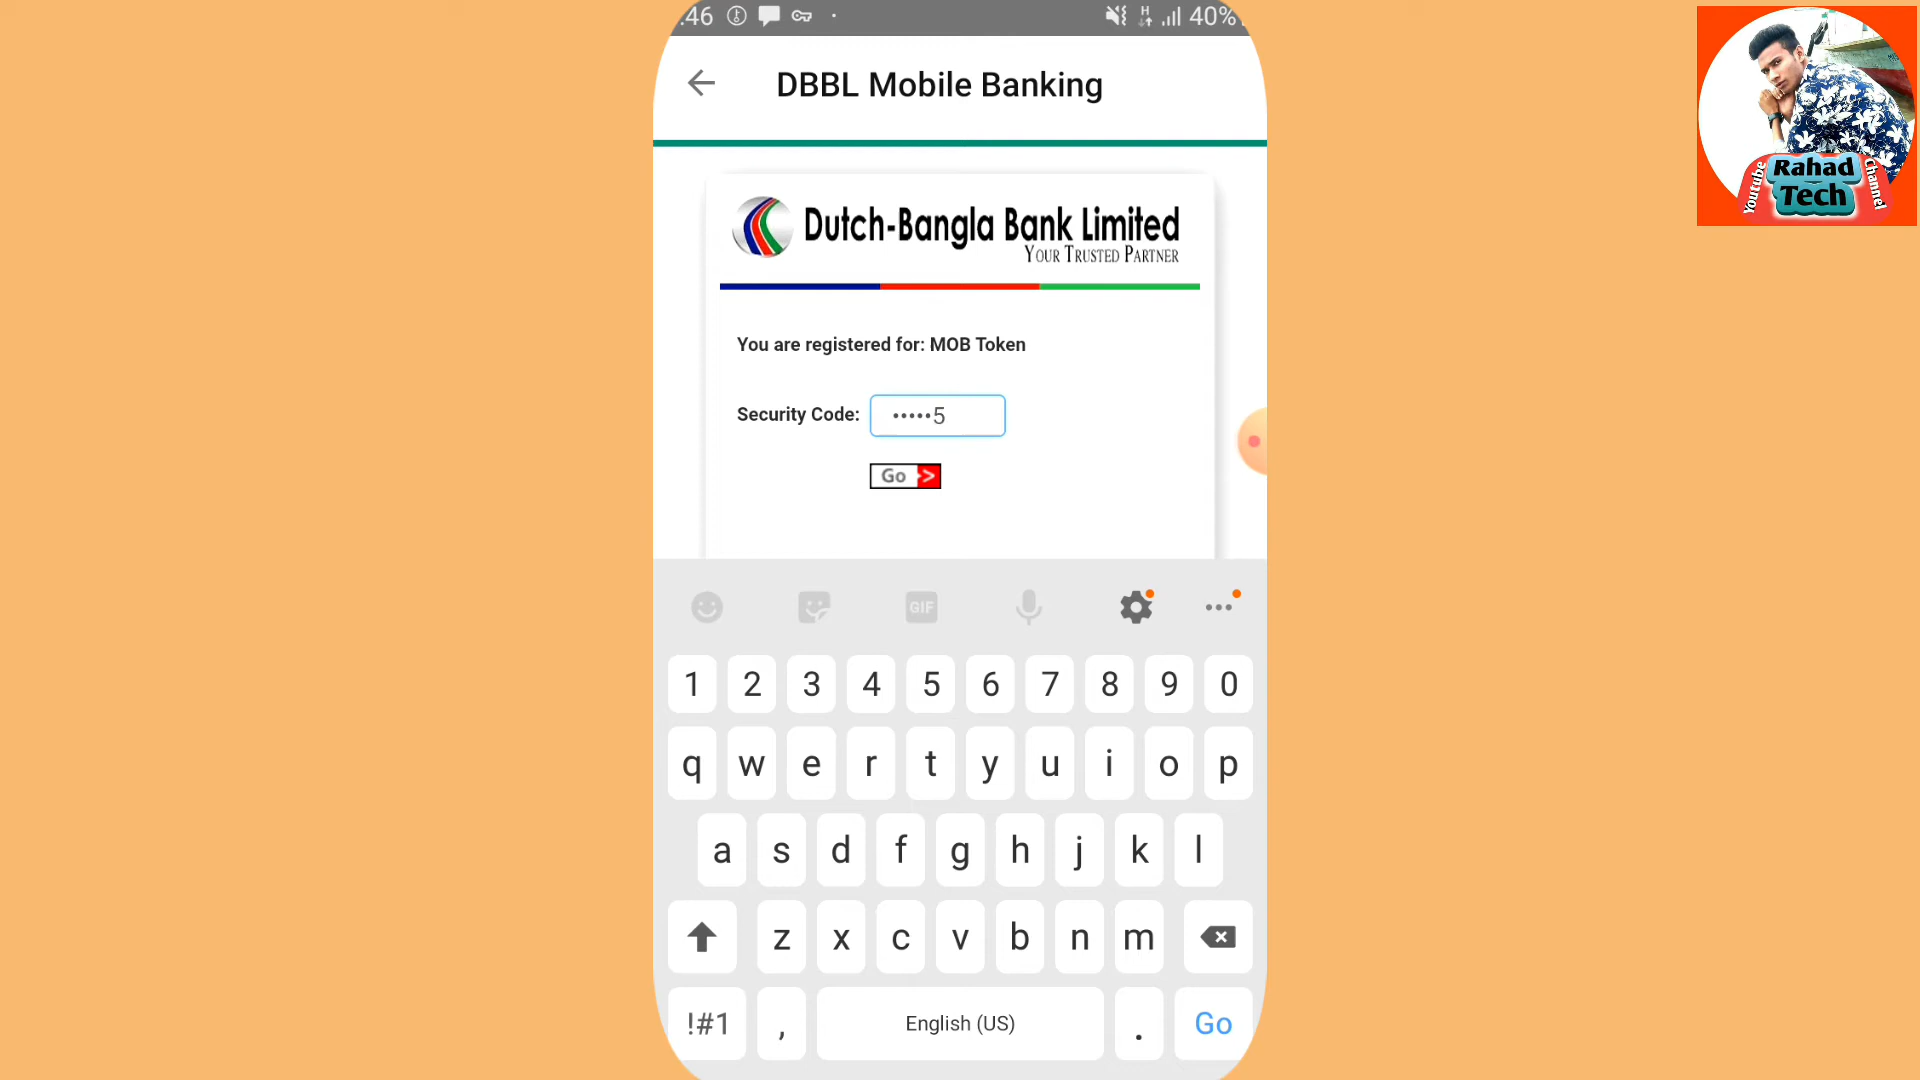 :46 40%
DBBL Mobile Banking
Dutch-Bangla Bank Limited
YOUR TRUSTED PARTNER
You are registered for: MOB Token
Security Code: •••••5
Go >
GIF
1 2 3 4 5 6 7 8 9 0
q w e r t y u i o p
a s d f g h j k l
z x c v b n m
!#1 , English (US) . Go
Youtube Rahad Tech Channel